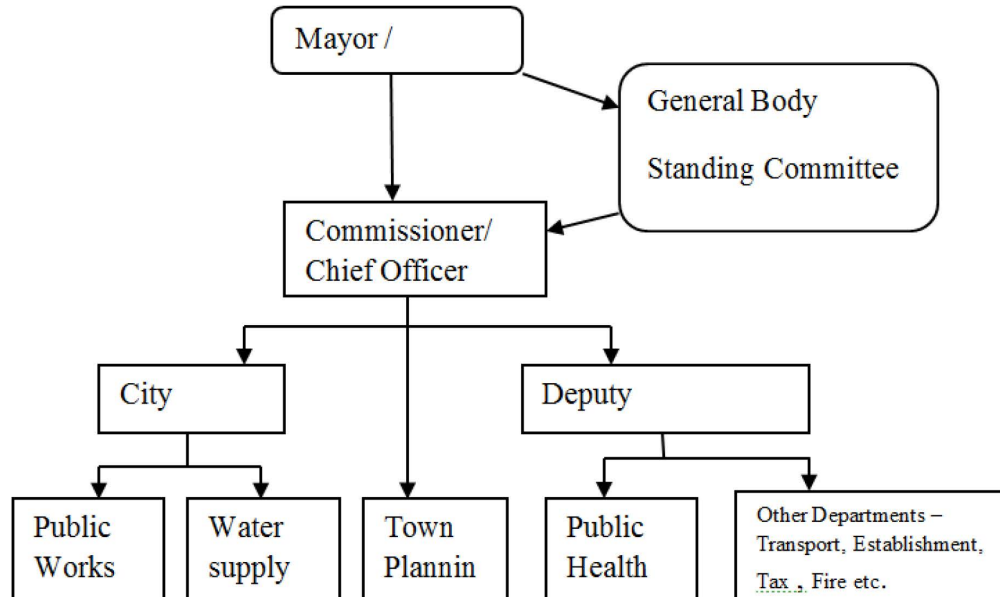 Mayor /
General Body
Standing Committee
Commissioner/
Chief Officer
City
Deputy
Public
Works
Water
supply
Town
Plannin
Public
Health
Other Departments –
Transport, Establishment,
Tax , Fire etc.